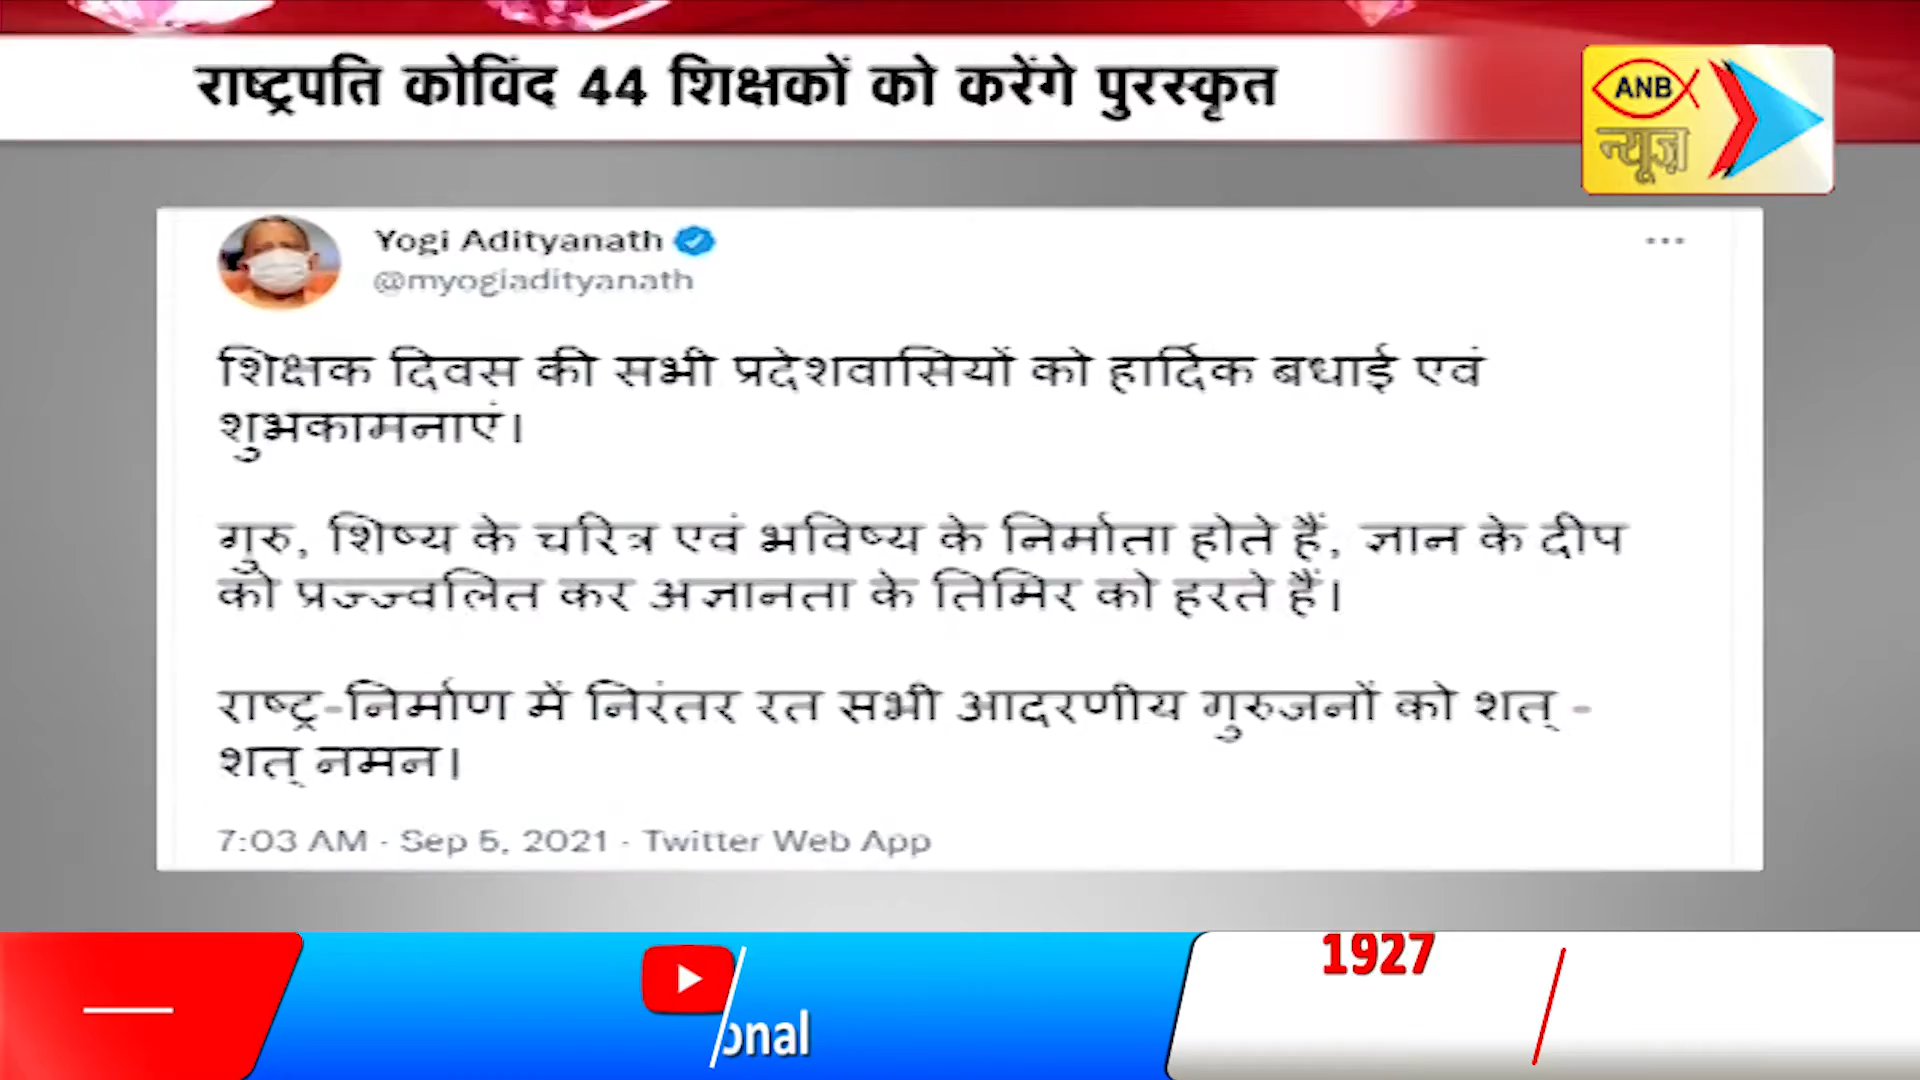 राष्ट्रपति कोविंद 44 शिक्षकों को करेंगे पुरस्कृत
ANB
न्यूज़
Yogi Adityanath
@myogiadityanath
शिक्षक दिवस की सभी प्रदेशवासियों को हार्दिक बधाई एवं
शुभकामनाएं।
गुरु, शिष्य के चरित्र एवं भविष्य के निर्माता होते हैं, ज्ञान के दीप
को प्रज्ज्वलित कर अज्ञानता के तिमिर को हरते हैं।
राष्ट्र-निर्माण में निरंतर रत सभी आदरणीय गुरुजनों को शत् -
शत् नमन।
7:03 AM · Sep 5, 2021 · Twitter Web App
1927